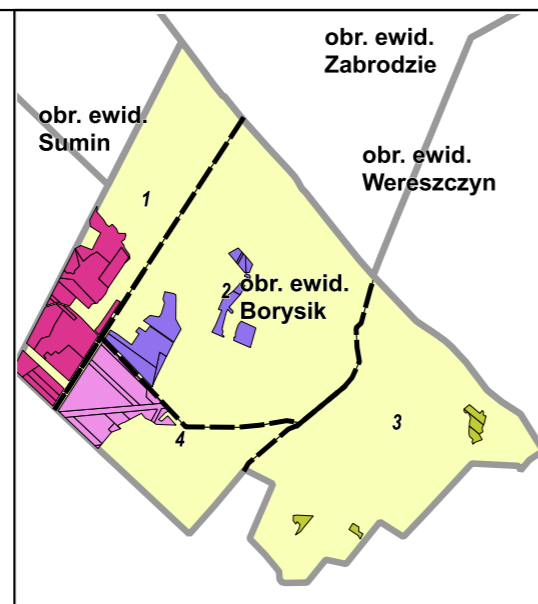 obr. ewid.
Zabrodzie
obr. ewid.
Sumin
obr. ewid.
Wereszczyn
1
2
obr. ewid.
Borysik
3
4